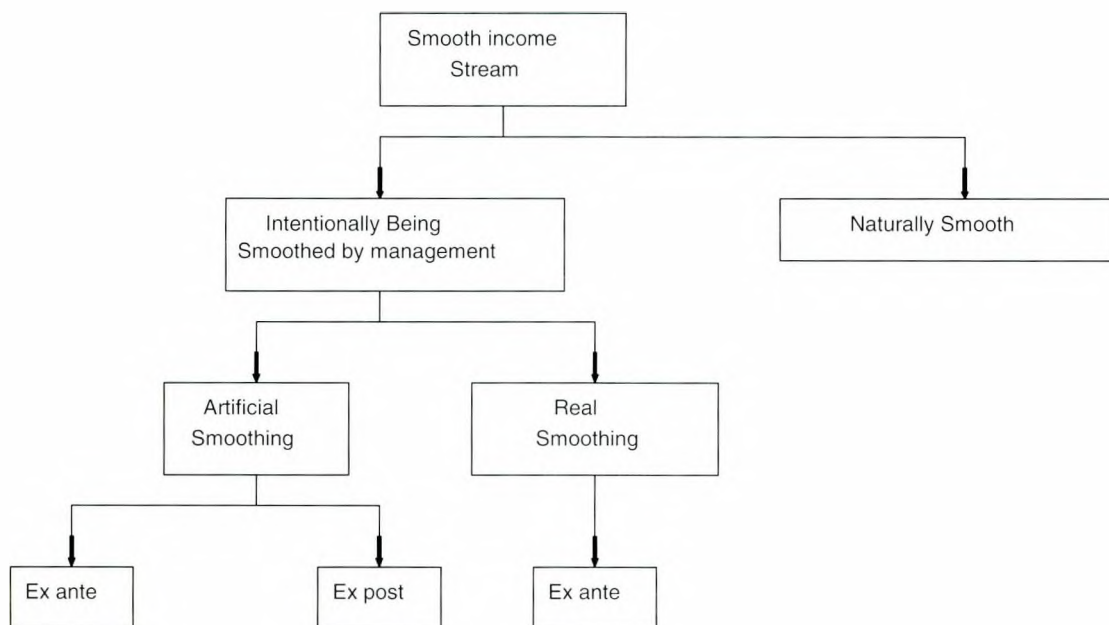 Smooth income
Stream
Intentionally Being
Smoothed by management
Naturally Smooth
Artificial
Smoothing
Real
Smoothing
Ex ante
Ex post
Ex ante